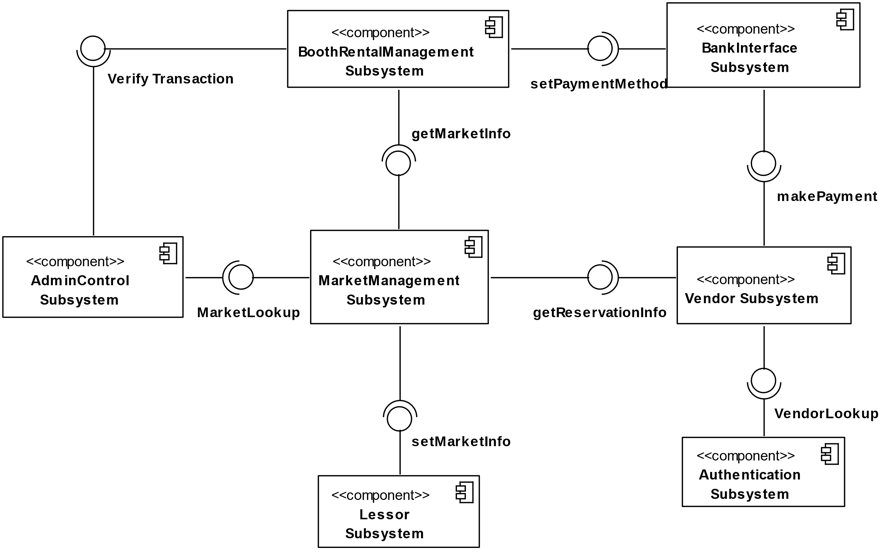 <<component>>
BoothRentalManagement
Subsystem
<<component>>
BankInterface
Subsystem
Verify Transaction
setPaymentMethod
getMarketInfo
makePayment
<<component>>
AdminControl
Subsystem
<<component>>
MarketManagement
Subsystem
<<component>>
Vendor Subsystem
MarketLookup
getReservationInfo
VendorLookup
setMarketInfo
<<component>>
Authentication
Subsystem
<<component>>
Lessor
Subsystem